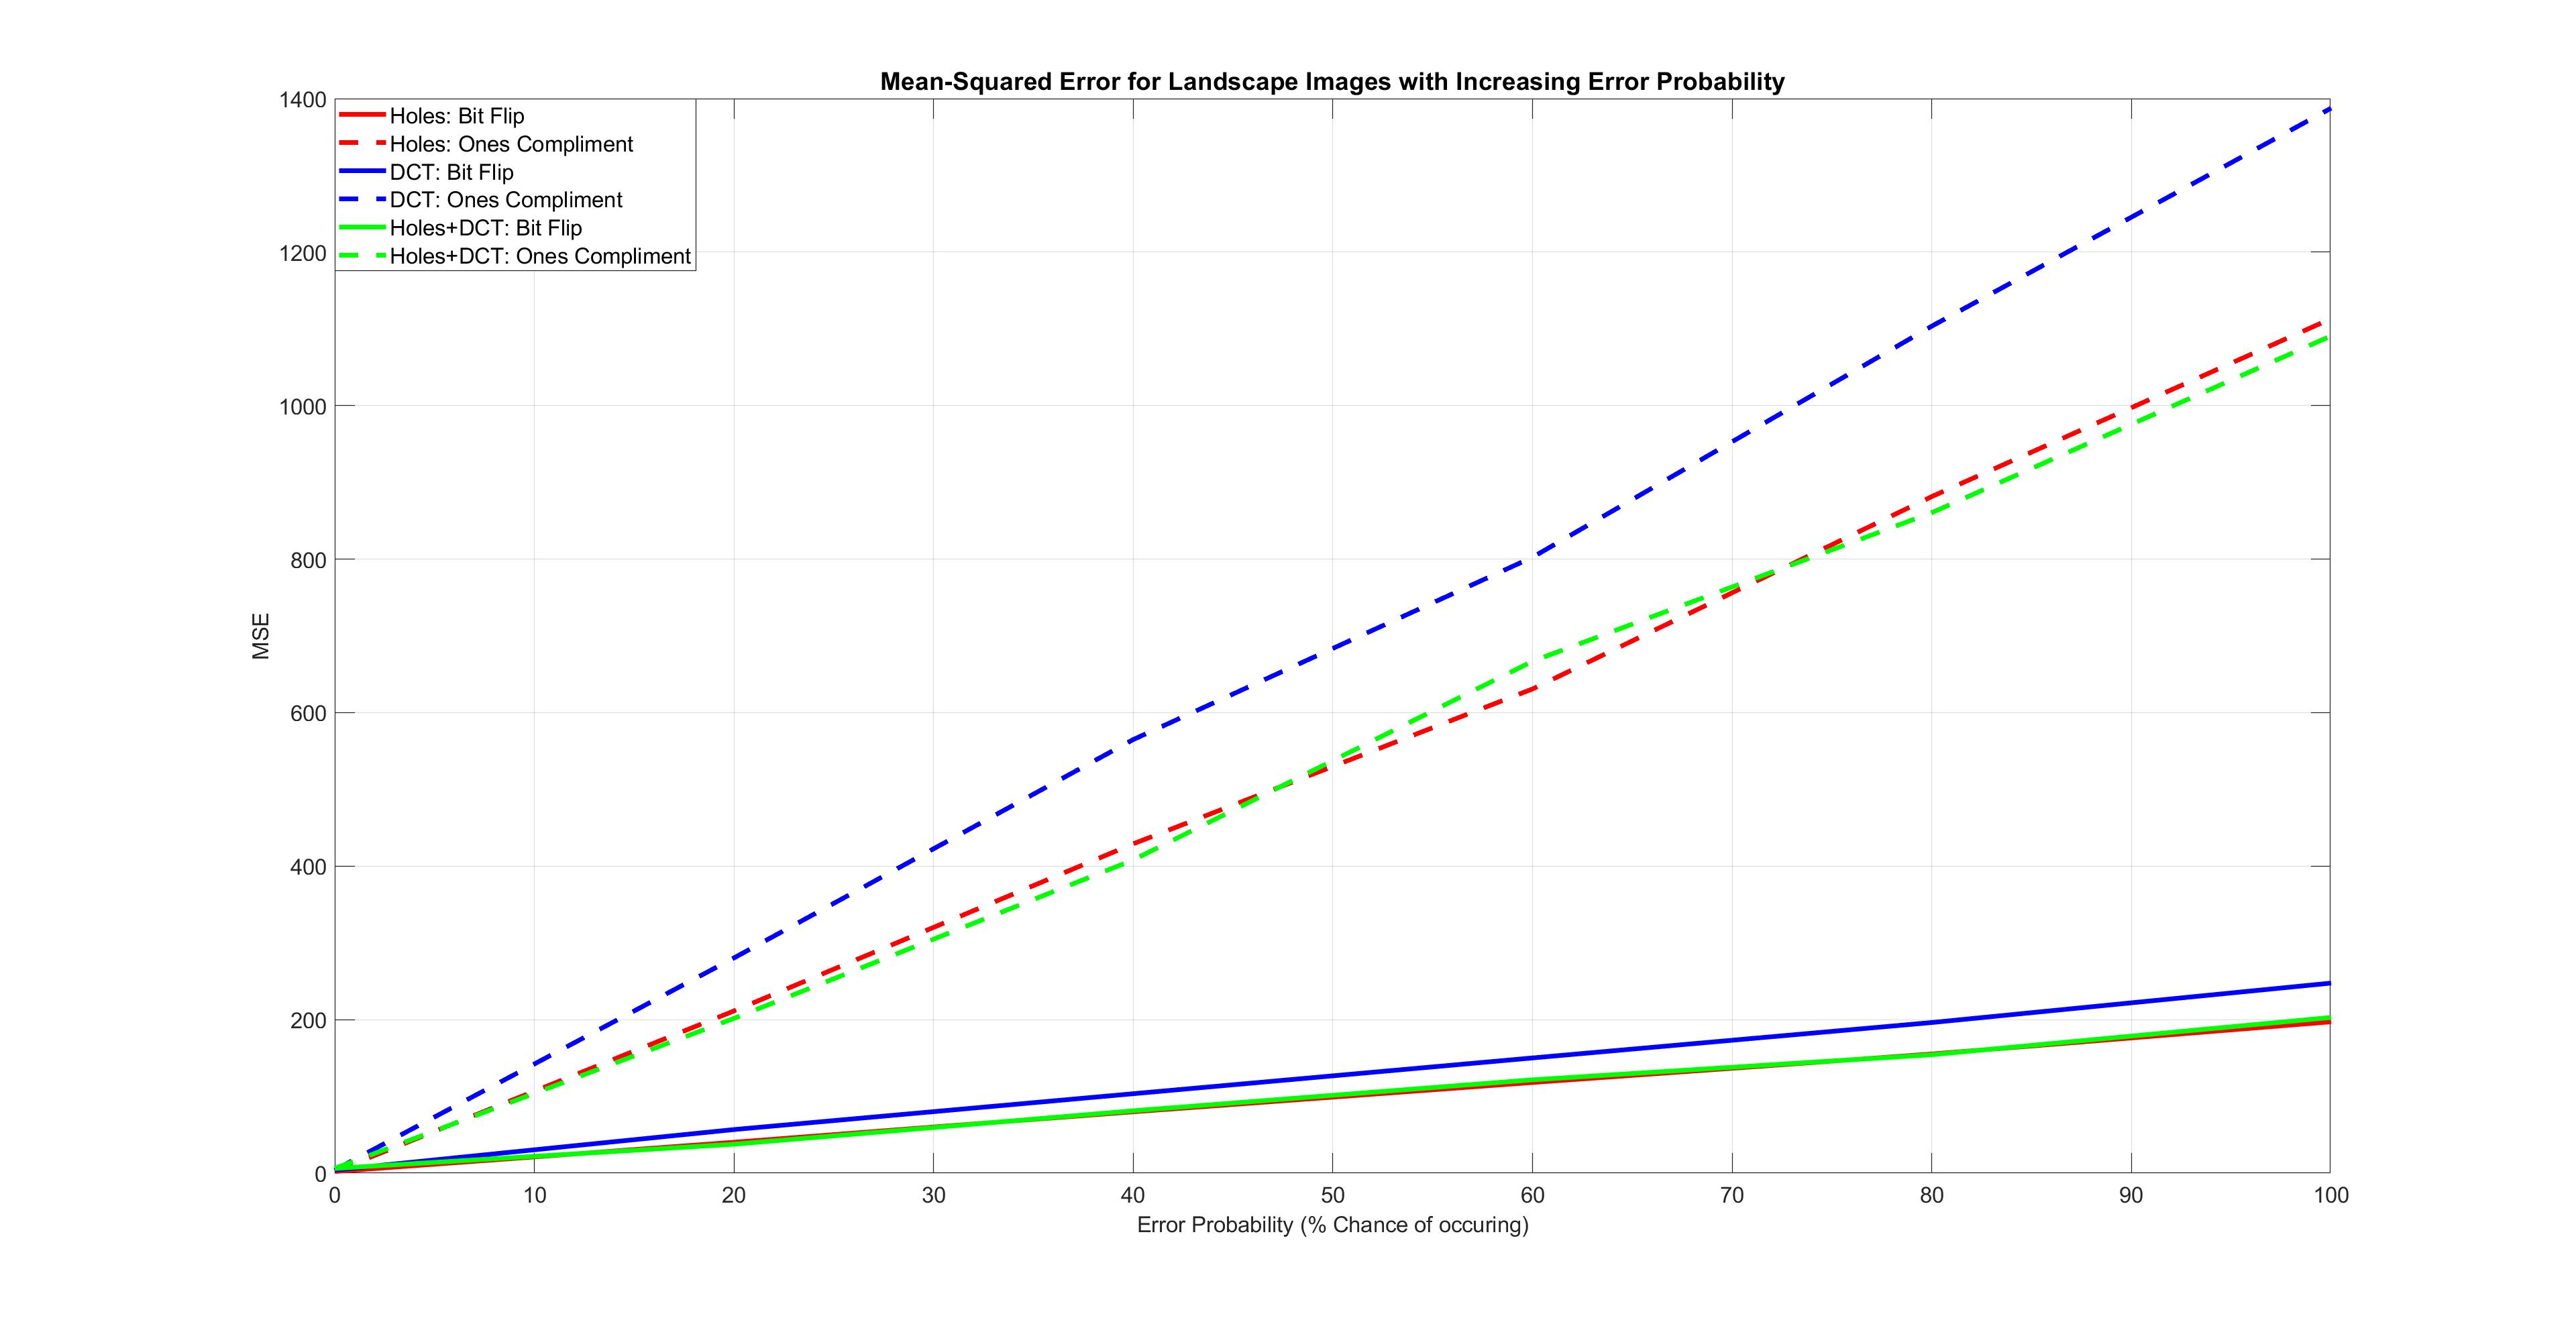 Mean-Squared Error for Landscape Images with Increasing Error Probability
Holes: Bit Flip
Holes: Ones Compliment
DCT: Bit Flip
DCT: Ones Compliment
Holes+DCT: Bit Flip
Holes+DCT: Ones Compliment
1400
1200
1000
800
600
400
200
0
MSE
0 10 20 30 40 50 60 70 80 90 100
Error Probability (% Chance of occuring)